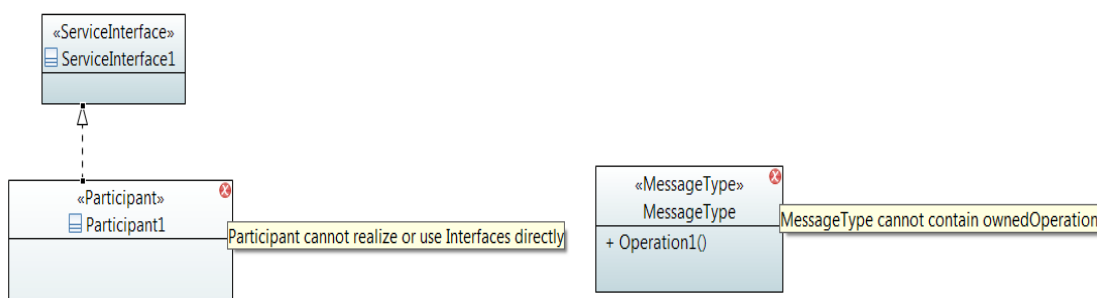 «ServiceInterface»
ServiceInterface1
«Participant»
Participant1
Participant cannot realize or use Interfaces directly
«MessageType»
MessageType
+ Operation1()
MessageType cannot contain ownedOperation